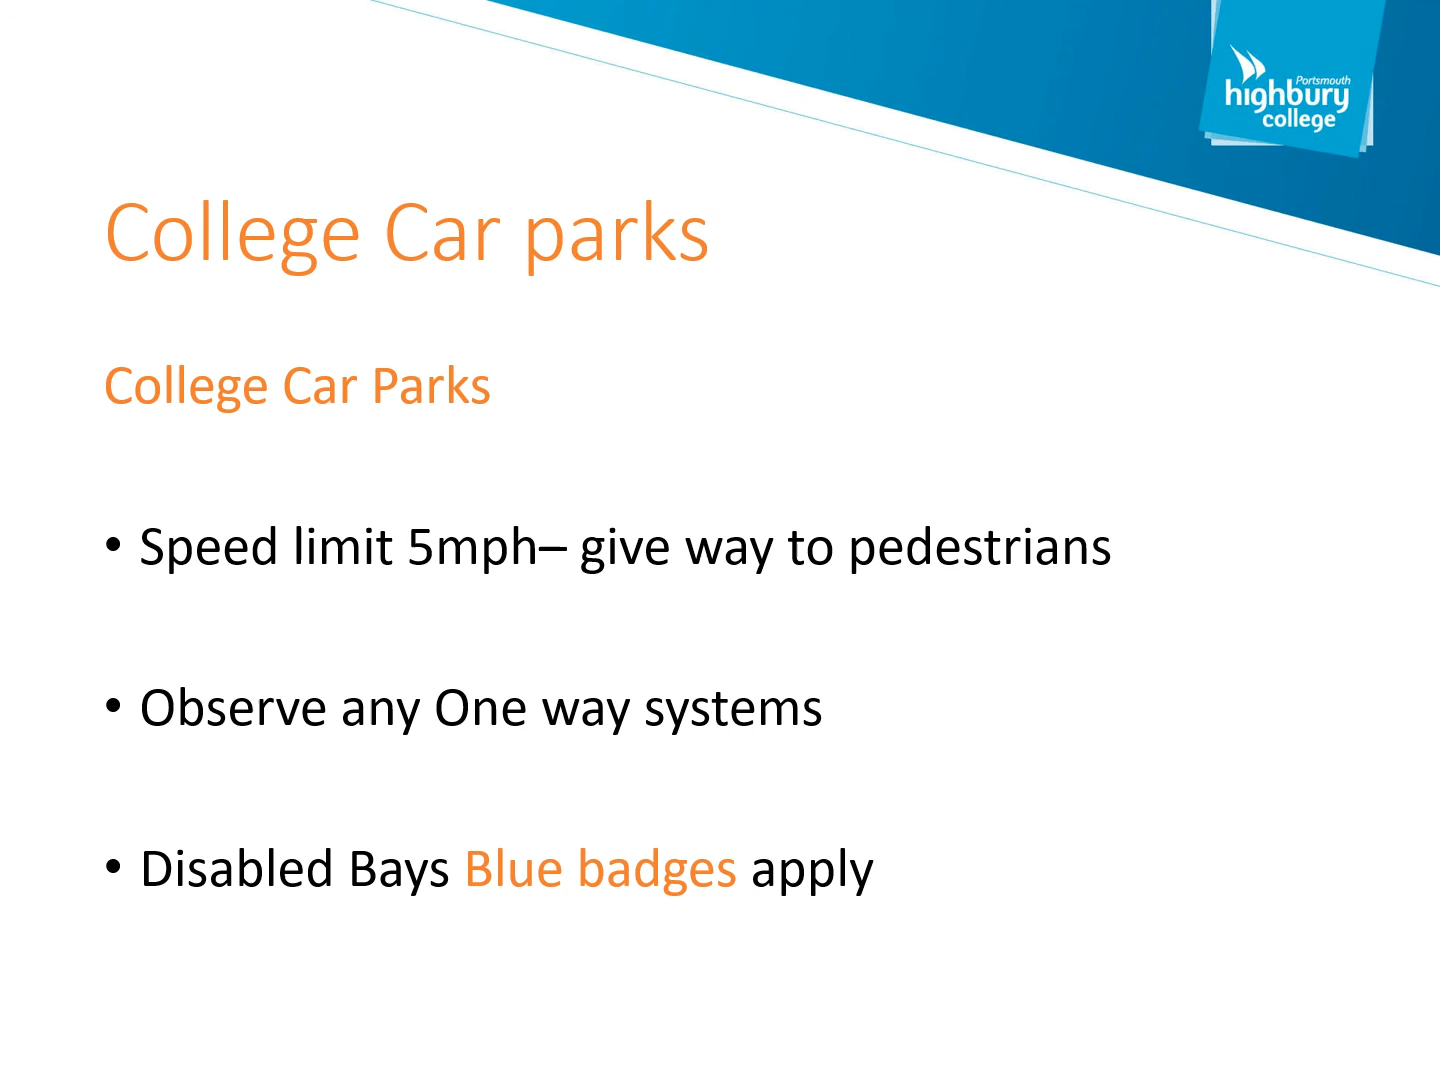 Portsmouth
highbury
college
College Car parks
College Car Parks
• Speed limit 5mph– give way to pedestrians
• Observe any One way systems
• Disabled Bays Blue badges apply